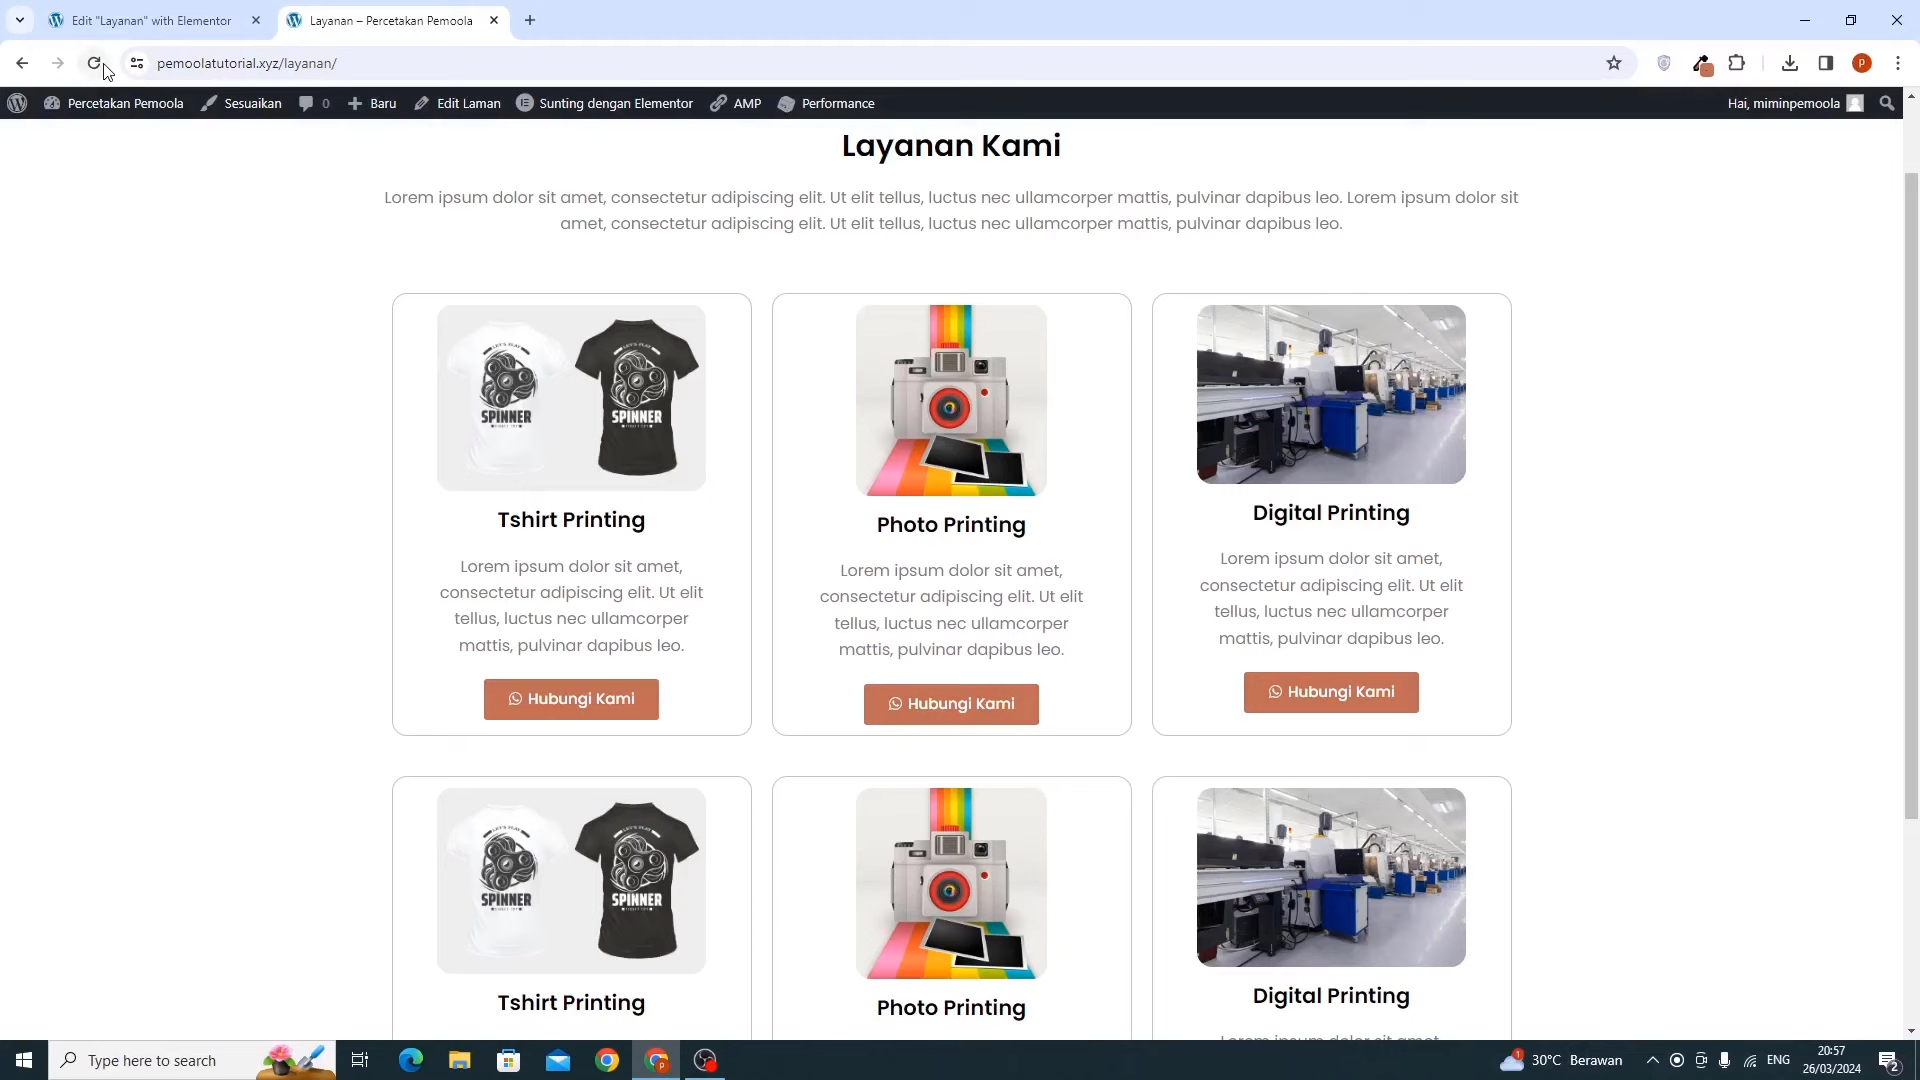 Edit "Layanan" with Elementor
Layanan – Percetakan Pemoola
pemoolatutorial.xyz/layanan/
P
Percetakan Pemoola
Sesuaikan
0
Baru
Edit Laman
Sunting dengan Elementor
AMP
Performance
Hai, miminpemoola
Layanan Kami
Lorem ipsum dolor sit amet, consectetur adipiscing elit. Ut elit tellus, luctus nec ullamcorper mattis, pulvinar dapibus leo. Lorem ipsum dolor sit
amet, consectetur adipiscing elit. Ut elit tellus, luctus nec ullamcorper mattis, pulvinar dapibus leo.
SPINNER
SPINNER
Tshirt Printing
Lorem ipsum dolor sit amet,
consectetur adipiscing elit. Ut elit
tellus, luctus nec ullamcorper
mattis, pulvinar dapibus leo.
Hubungi Kami
Photo Printing
Lorem ipsum dolor sit amet,
consectetur adipiscing elit. Ut elit
tellus, luctus nec ullamcorper
mattis, pulvinar dapibus leo.
Hubungi Kami
Digital Printing
Lorem ipsum dolor sit amet,
consectetur adipiscing elit. Ut elit
tellus, luctus nec ullamcorper
mattis, pulvinar dapibus leo.
Hubungi Kami
SPINNER
SPINNER
Tshirt Printing
Photo Printing
Digital Printing
Type here to search
30°C Berawan
ENG
20:57
26/03/2024
2